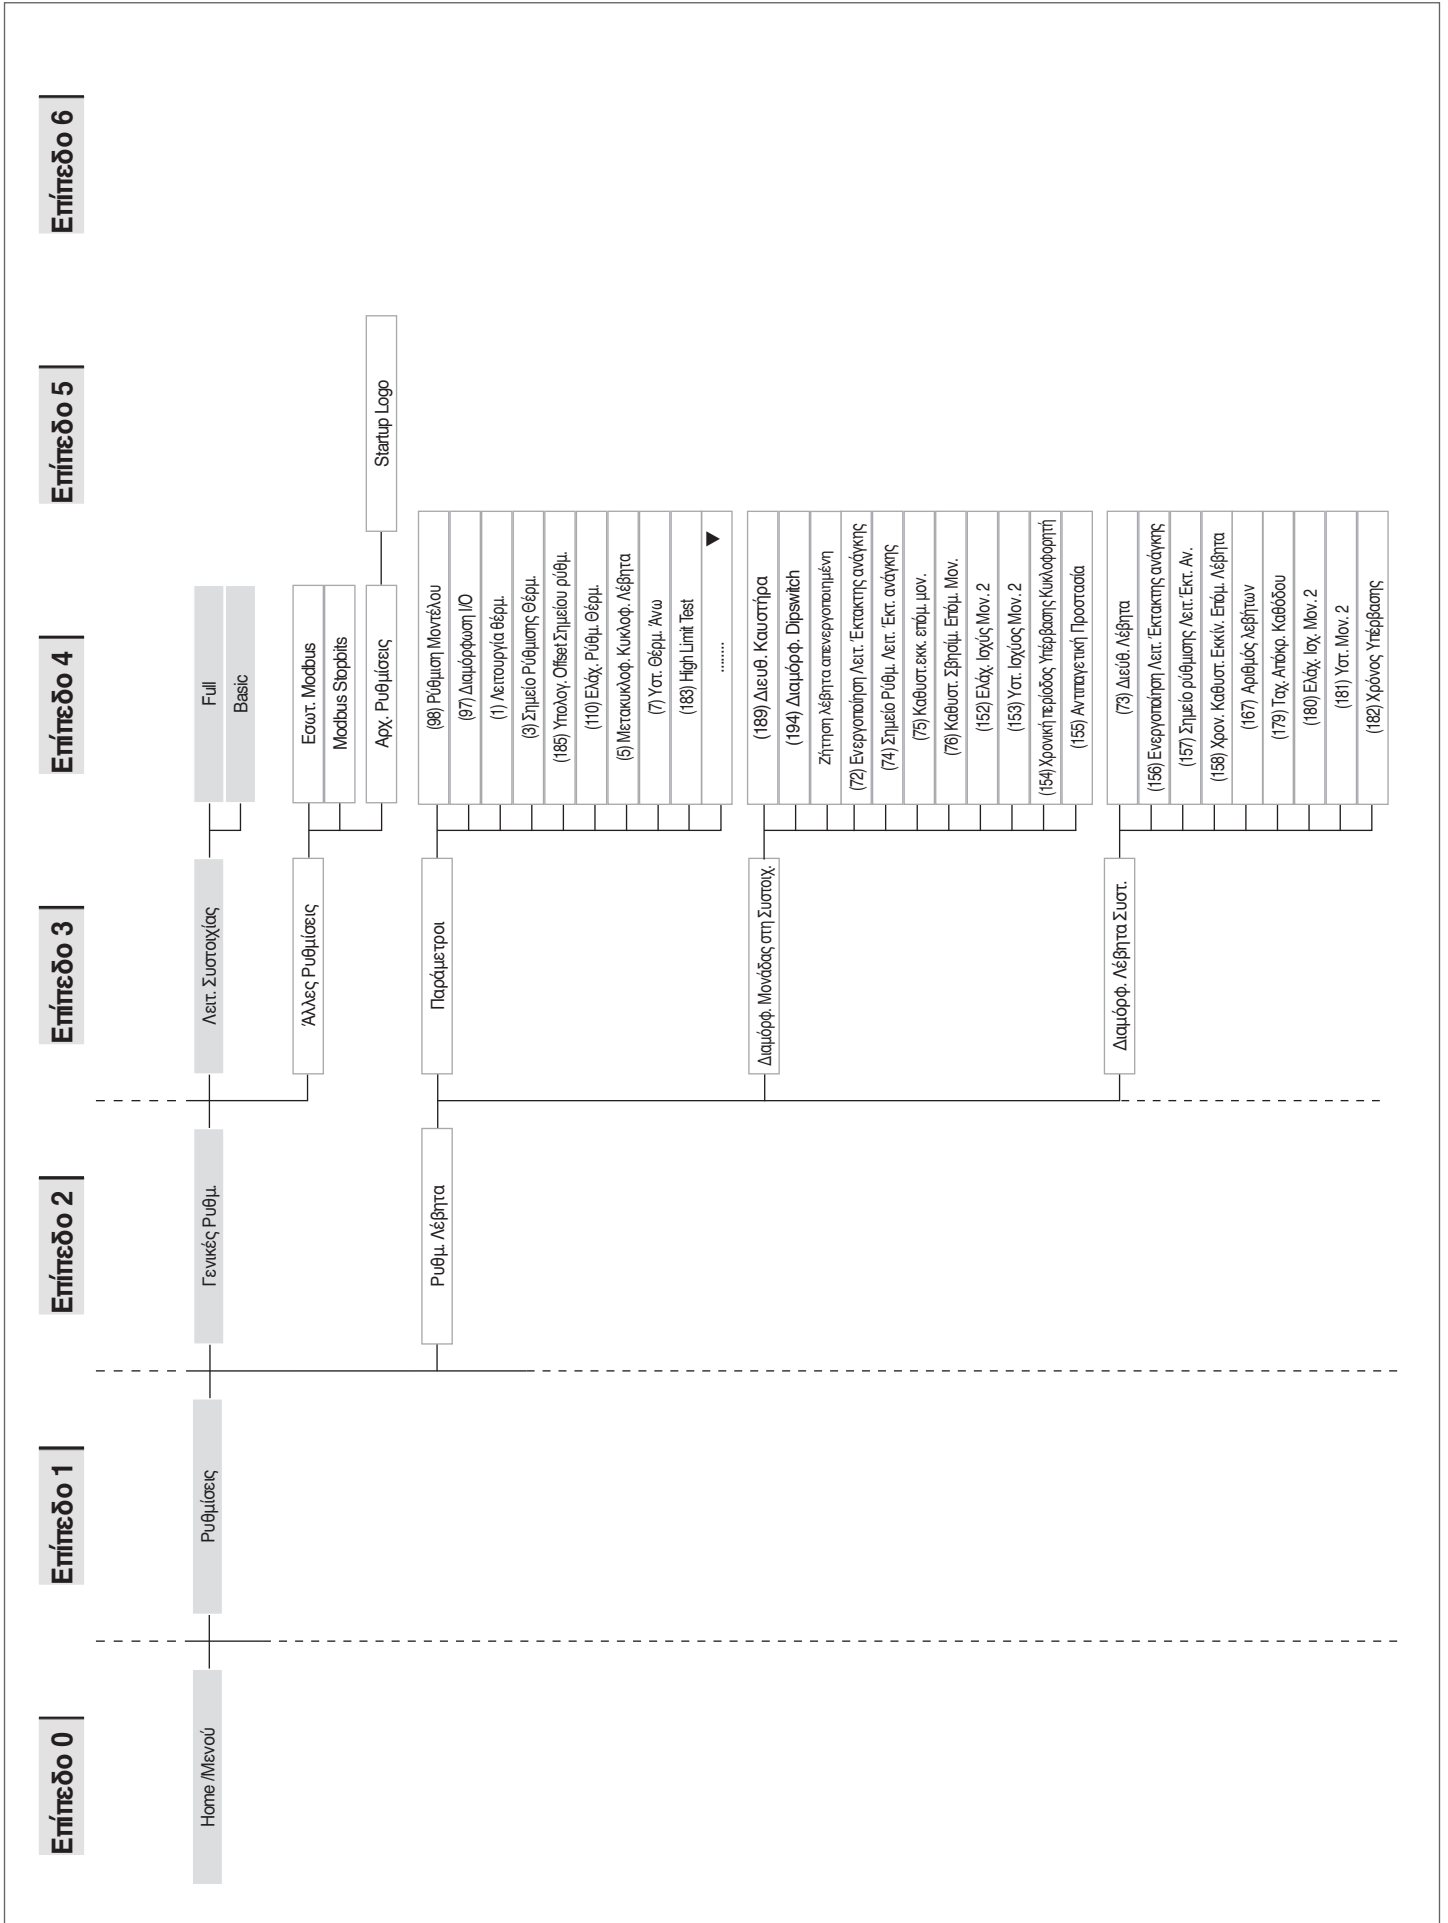 Επίπεδο 0
Επίπεδο 1
Επίπεδο 2
Επίπεδο 3
Επίπεδο 4
Επίπεδο 5
Επίπεδο 6
Home /Μενού
Ρυθμίσεις
Γενικές Ρυθμ.
Λειτ. Συστοιχίας
Full
Basic
Άλλες Ρυθμίσεις
Εσωτ. Modbus
Modbus Stopbits
Αρχ. Ρυθμίσεις
Startup Logo
Ρυθμ. Λέβητα
Παράμετροι
(98) Ρύθμιση Μοντέλου
(97) Διαμόρφωση I/O
(1) Λειτουργία θέρμ.
(3) Σημείο Ρύθμισης Θέρμ.
(185) Υπολογ. Offset Σημείου ρύθμ.
(110) Ελάχ. Ρύθμ. Θέρμ.
(5) Μετακυκλοφ. Κυκλοφ. Λέβητα
(7) Υστ. Θέρμ. Άνω
(183) High Limit Test
........
Διαμόρφ. Μονάδας στη Συστοιχ.
(189) Διευθ. Καυστήρα
(194) Διαμόρφ. Dipswitch
Ζήτηση λέβητα απενεργοποιημένη
(72) Ενεργοποίηση Λειτ. Έκτακτης ανάγκης
(74) Σημείο Ρύθμ. Λειτ. Έκτ. ανάγκης
(75) Καθυστ.εκκ. επόμ. μον.
(76) Καθυστ. Σβησίμ. Επόμ. Μον.
(152) Ελάχ. Ισχύς Μον. 2
(153) Υστ. Ισχύος Μον. 2
(154) Χρονική περίοδος Υπέρβασης Κυκλοφορητή
(155) Αντιπαγετική Προστασία
Διαμόρφ. Λέβητα Συστ.
(73) Διεύθ. Λέβητα
(156) Ενεργοποίηση Λειτ. Έκτακτης ανάγκης
(157) Σημείο ρύθμισης Λειτ. Έκτ. Αν.
(158) Χρον. Καθυστ. Εκκίν. Επόμ. Λέβητα
(167) Αριθμός λεβήτων
(179) Ταχ. Απόκρ. Καθόδου
(180) Ελάχ. Ισχ. Μον. 2
(181) Υστ. Μον. 2
(182) Χρόνος Υπέρβασης